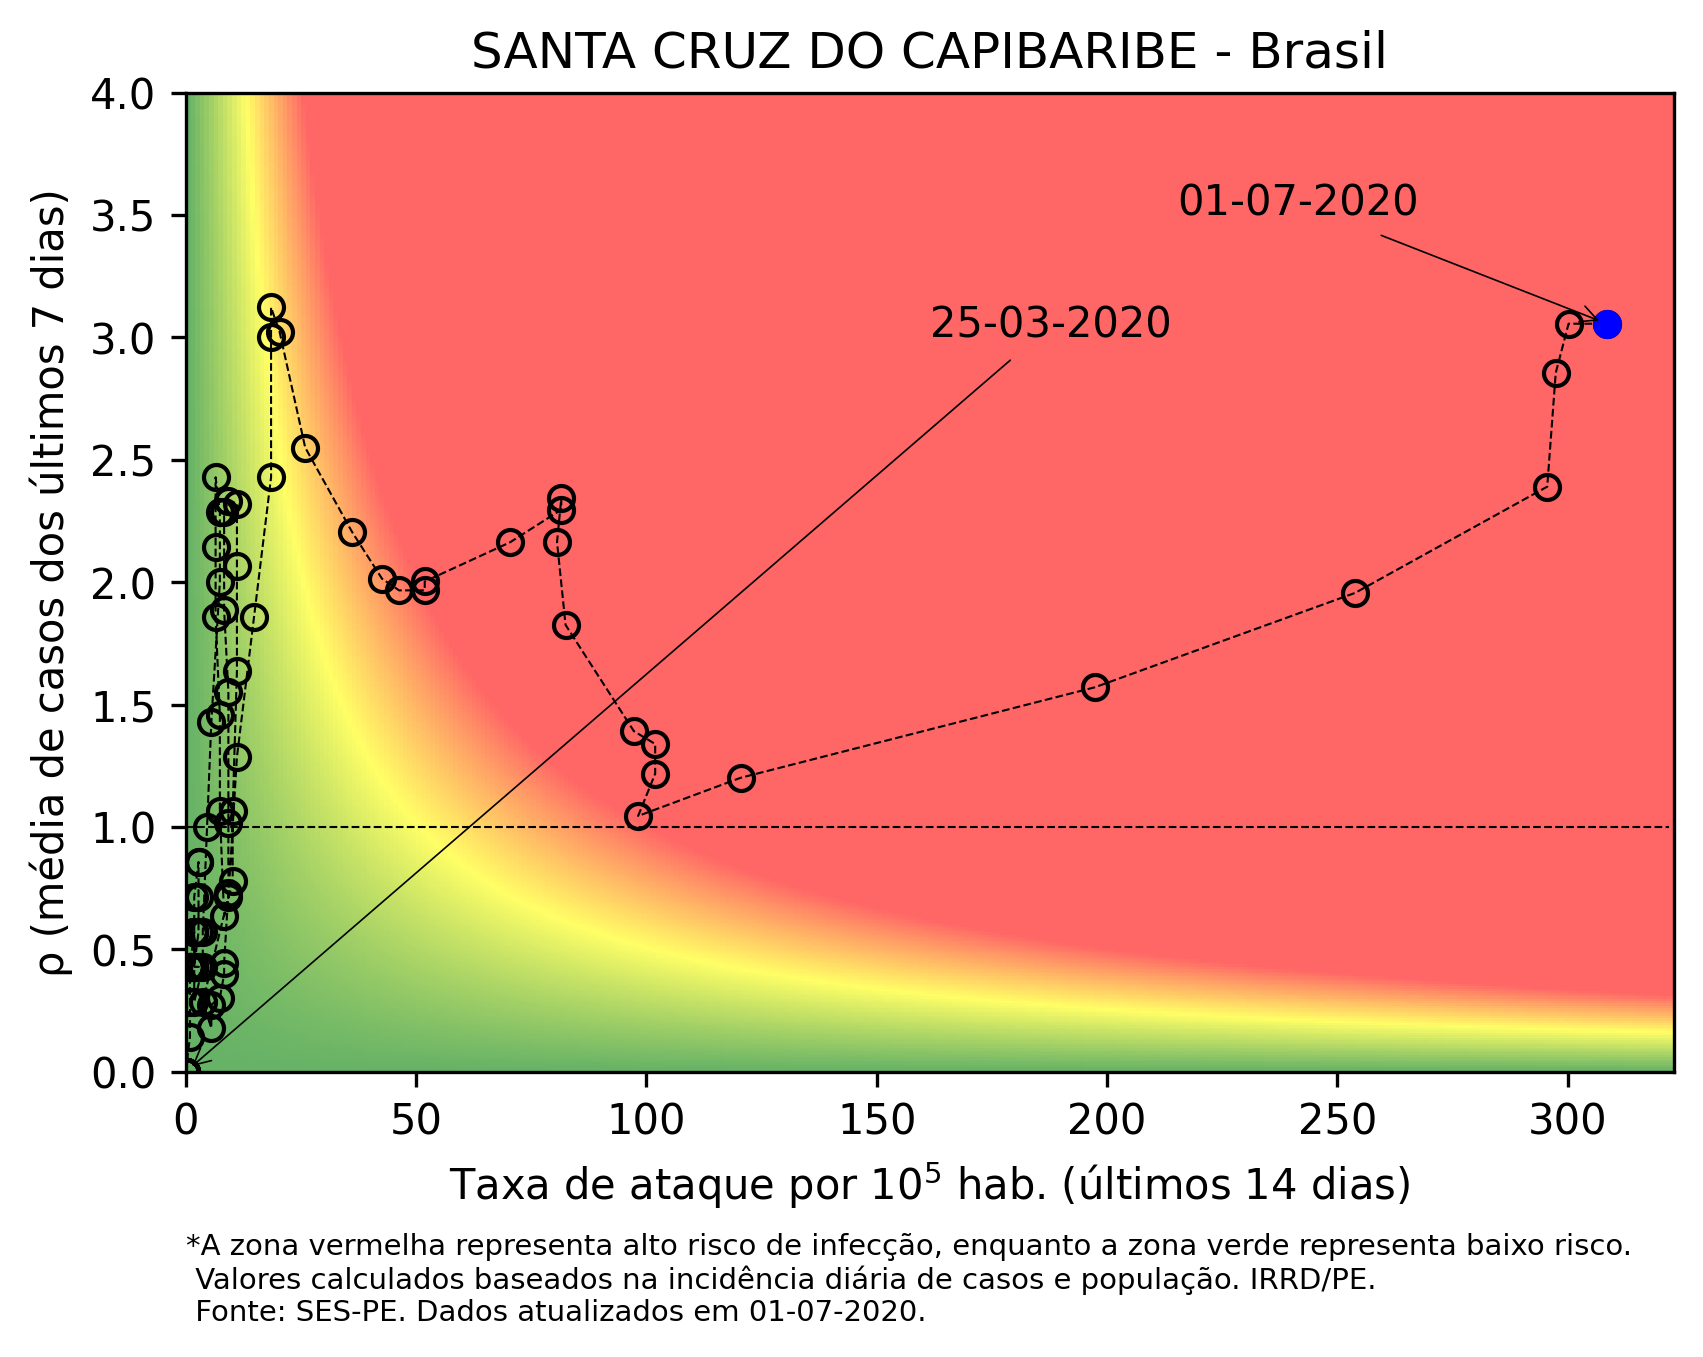 SANTA CRUZ DO CAPIBARIBE - Brasil
4.0
3.5
3.0
2.5
2.0
1.5
1.0
0.5
0.0
ρ (média de casos dos últimos 7 dias)
01-07-2020
25-03-2020
0 50 100 150 200 250 300
Taxa de ataque por 10⁵ hab. (últimos 14 dias)
*A zona vermelha representa alto risco de infecção, enquanto a zona verde representa baixo risco.
Valores calculados baseados na incidência diária de casos e população. IRRD/PE.
Fonte: SES-PE. Dados atualizados em 01-07-2020.